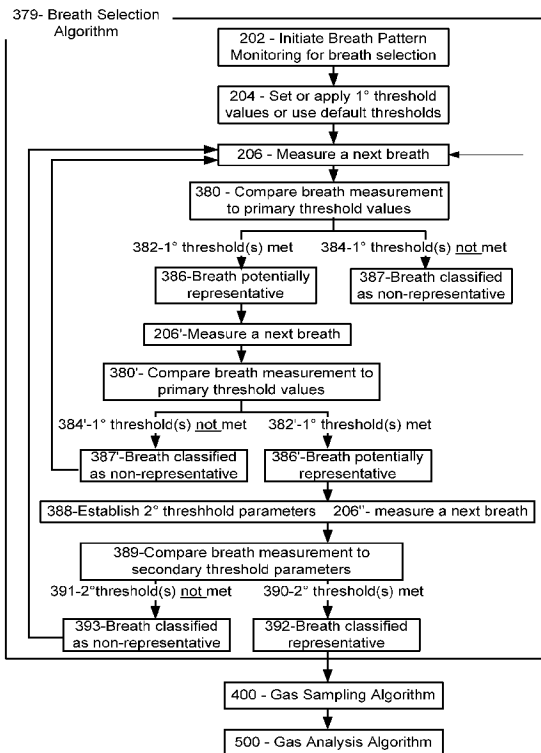 379- Breath Selection
Algorithm
202 - Initiate Breath Pattern
Monitoring for breath selection
204 - Set or apply 1° threshold
values or use default thresholds
206 - Measure a next breath
380 - Compare breath measurement
to primary threshold values
382-1° threshold(s) met
384-1° threshold(s) not met
386-Breath potentially
representative
387-Breath classified
as non-representative
206'-Measure a next breath
380'- Compare breath measurement to
primary threshold values
384'-1° threshold(s) not met
382'-1° threshold(s) met
387'-Breath classified
as non-representative
386'-Breath potentially
representative
388-Establish 2° threshhold parameters 206''- measure a next breath
389-Compare breath measurement to
secondary threshold parameters
391-2°threshold(s) not met
390-2° threshold(s) met
393-Breath classified
as non-representative
392-Breath classified
representative
400 - Gas Sampling Algorithm
500 - Gas Analysis Algorithm